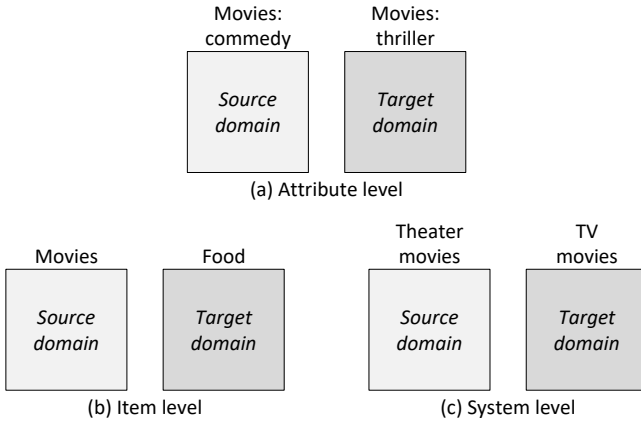 Movies:
commedy
Movies:
thriller
Source
domain
Target
domain
(a) Attribute level
Movies
Food
Source
domain
Target
domain
(b) Item level
Theater
movies
TV
movies
Source
domain
Target
domain
(c) System level